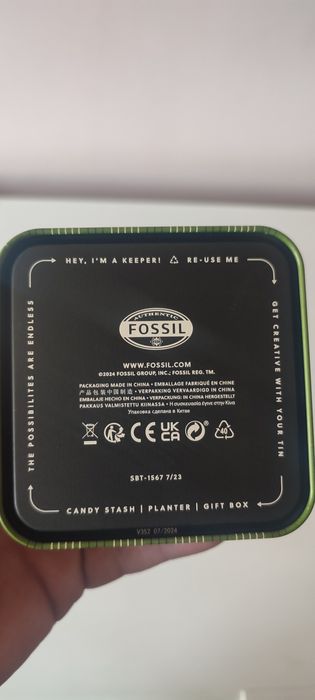 HEY, I'M A KEEPER! RE-USE ME
GET CREATIVE WITH YOUR TIN
AUTHENTIC
FOSSIL
WWW.FOSSIL.COM
©2024 FOSSIL GROUP, INC.; FOSSIL REG. TM.
PACKAGING MADE IN CHINA • EMBALLAGE FABRIQUÉ EN CHINE
产品包装中国制造 • VERPAKKING VERVAARDIGD IN CHINA
EMBALAJE HECHO EN CHINA • VERPACKUNG: IN CHINA HERGESTELLT
PAKKAUS VALMISTETTU KIINASSA • Η συσκευασία έγινε στην Κίνα
Упаковка сделана в Китае
CE UK CA 40
SBT-1567 7/23
CANDY STASH | PLANTER | GIFT BOX
THE POSSIBILITES ARE ENDLESS
V352 07/2024